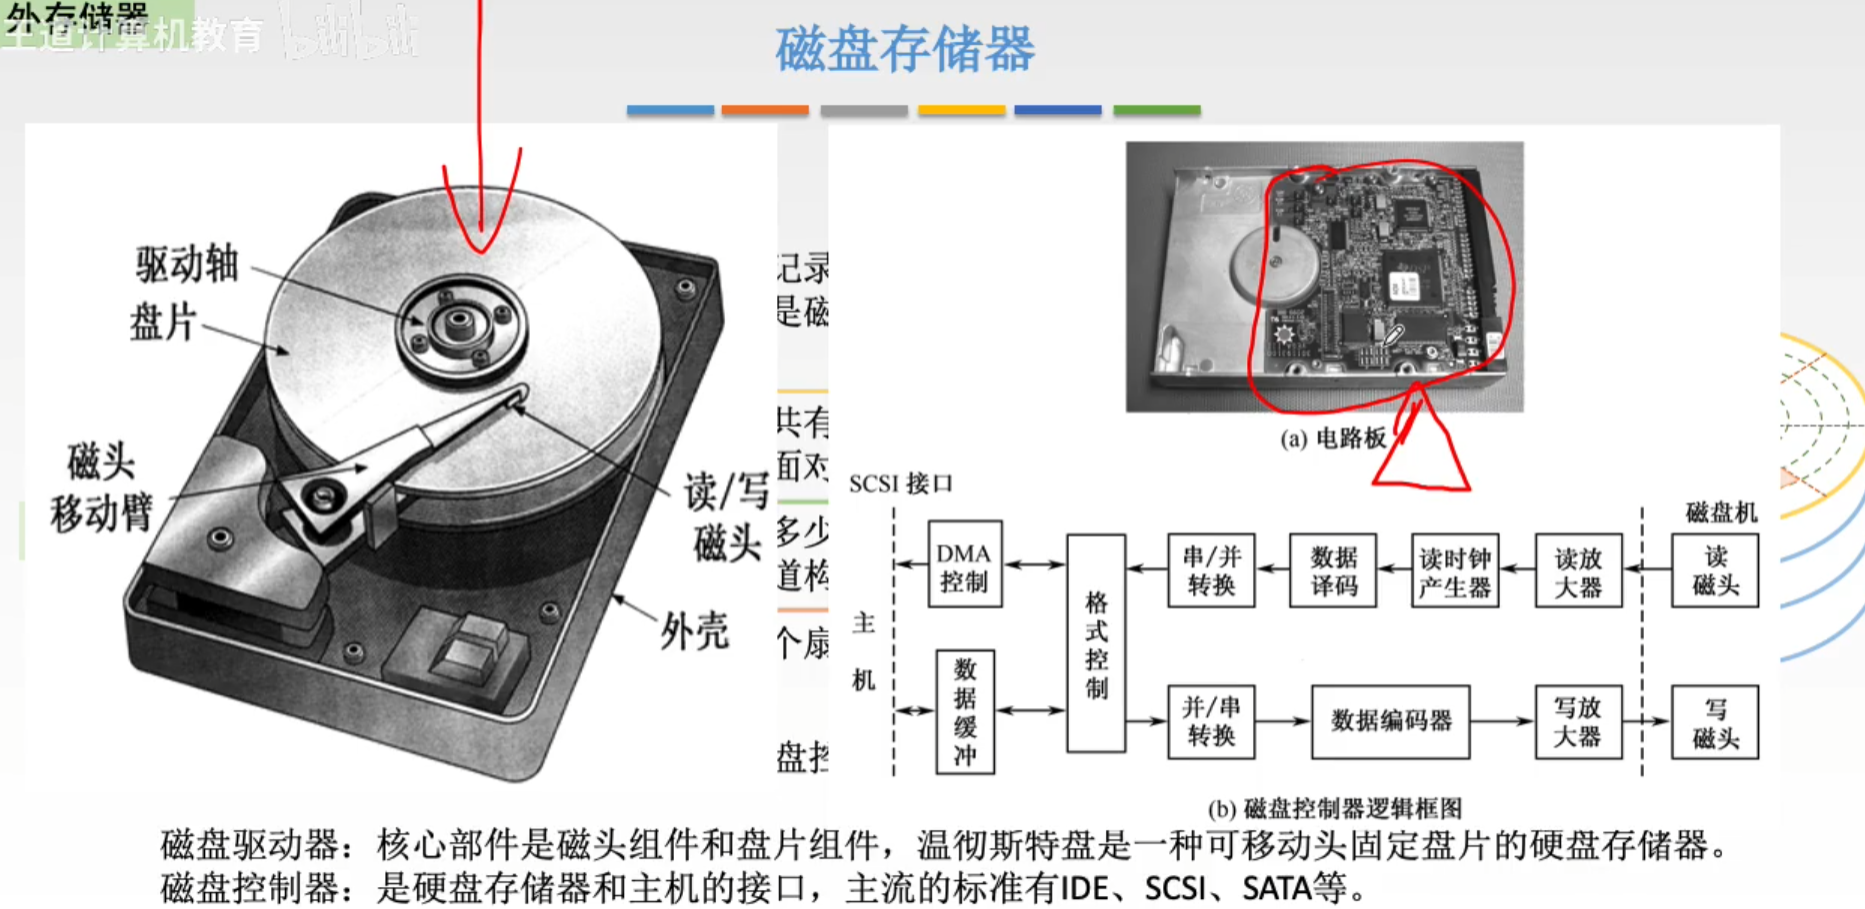 外存储器
王道计算机教育
bilibili
磁盘存储器
驱动轴
盘片
磁头
移动臂
读/写
磁头
外壳
记录
是磁
共有
面对
多少
道构
个扇
盘控
(a) 电路板
SCSI 接口
磁盘机
主
机
DMA
控制
数
据
缓
冲
格
式
控
制
串/并
转换
数据
译码
读时钟
产生器
读放
大器
读
磁头
并/串
转换
数据编码器
写放
大器
写
磁头
(b) 磁盘控制器逻辑框图
磁盘驱动器：核心部件是磁头组件和盘片组件，温彻斯特盘是一种可移动头固定盘片的硬盘存储器。
磁盘控制器：是硬盘存储器和主机的接口，主流的标准有IDE、SCSI、SATA等。